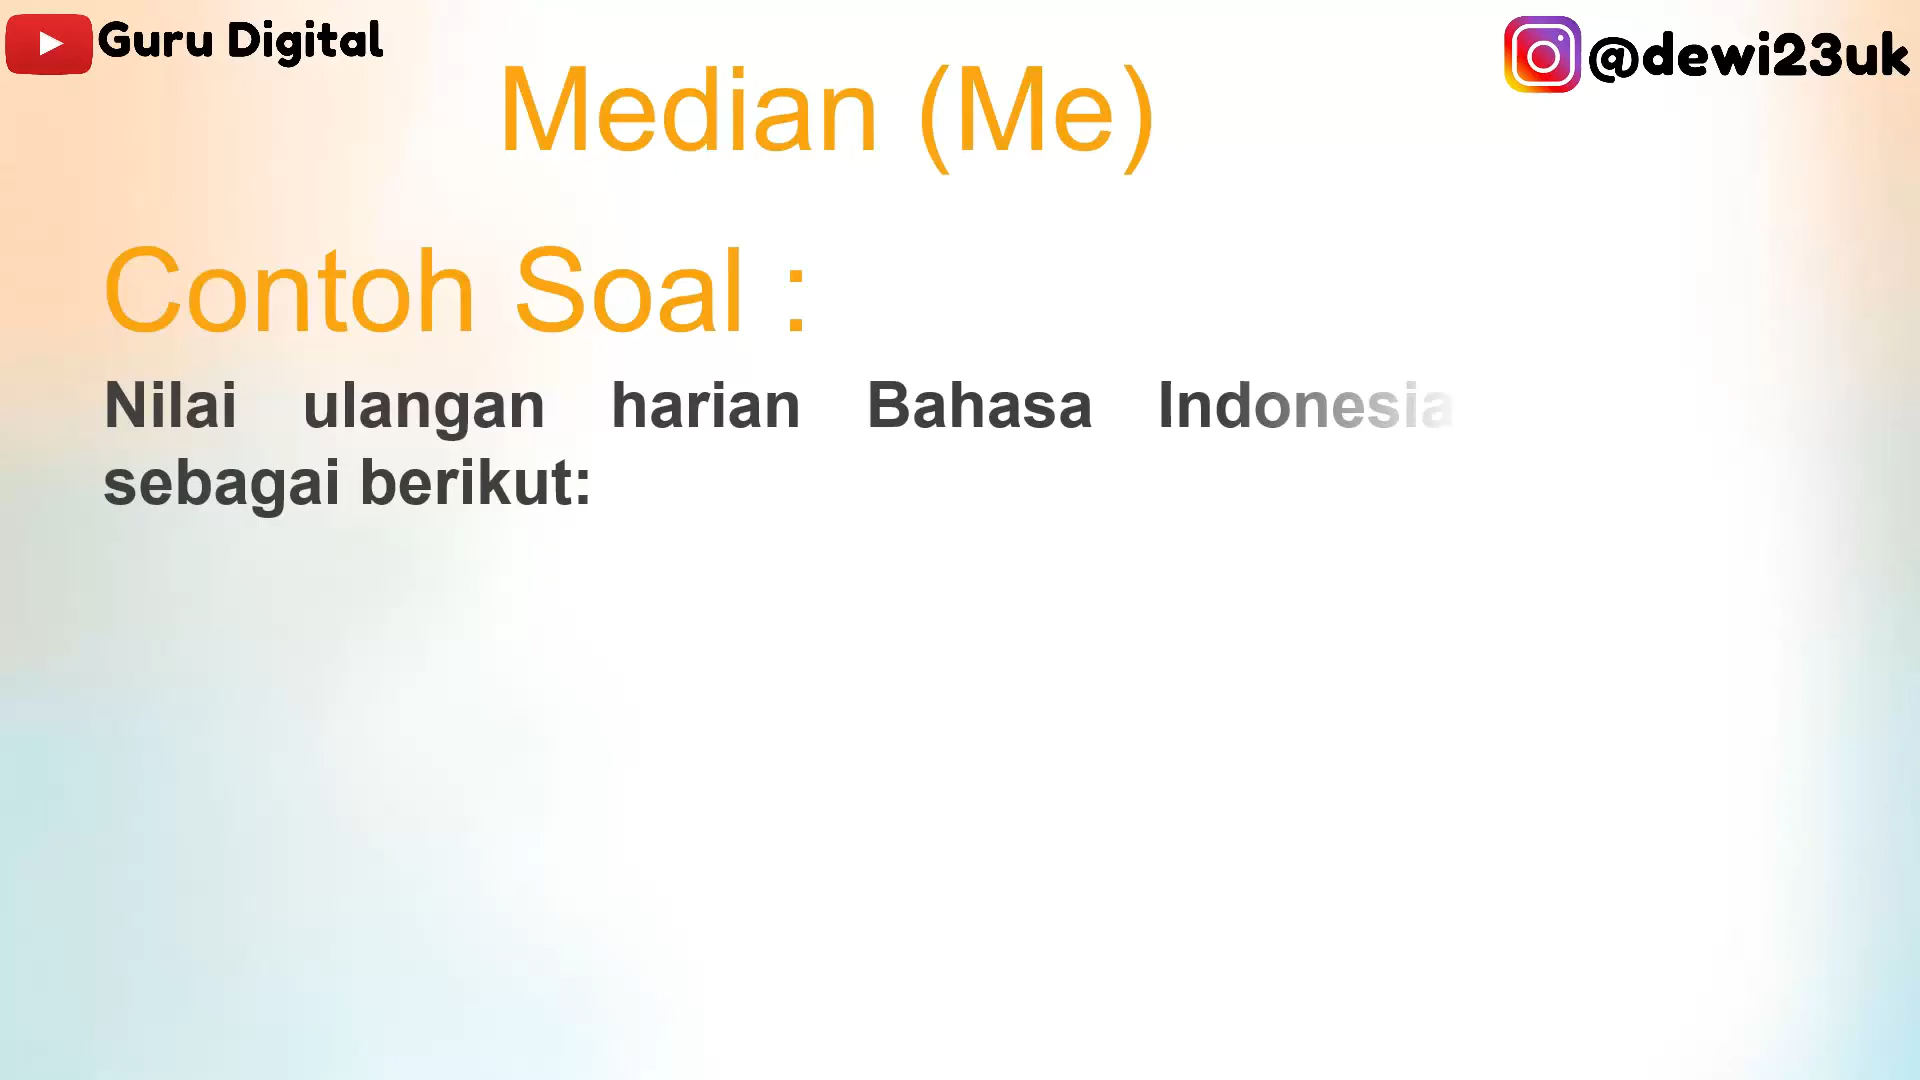 Guru Digital
@dewi23uk
Median (Me)
Contoh Soal :
Nilai ulangan harian Bahasa Indonesia
sebagai berikut: